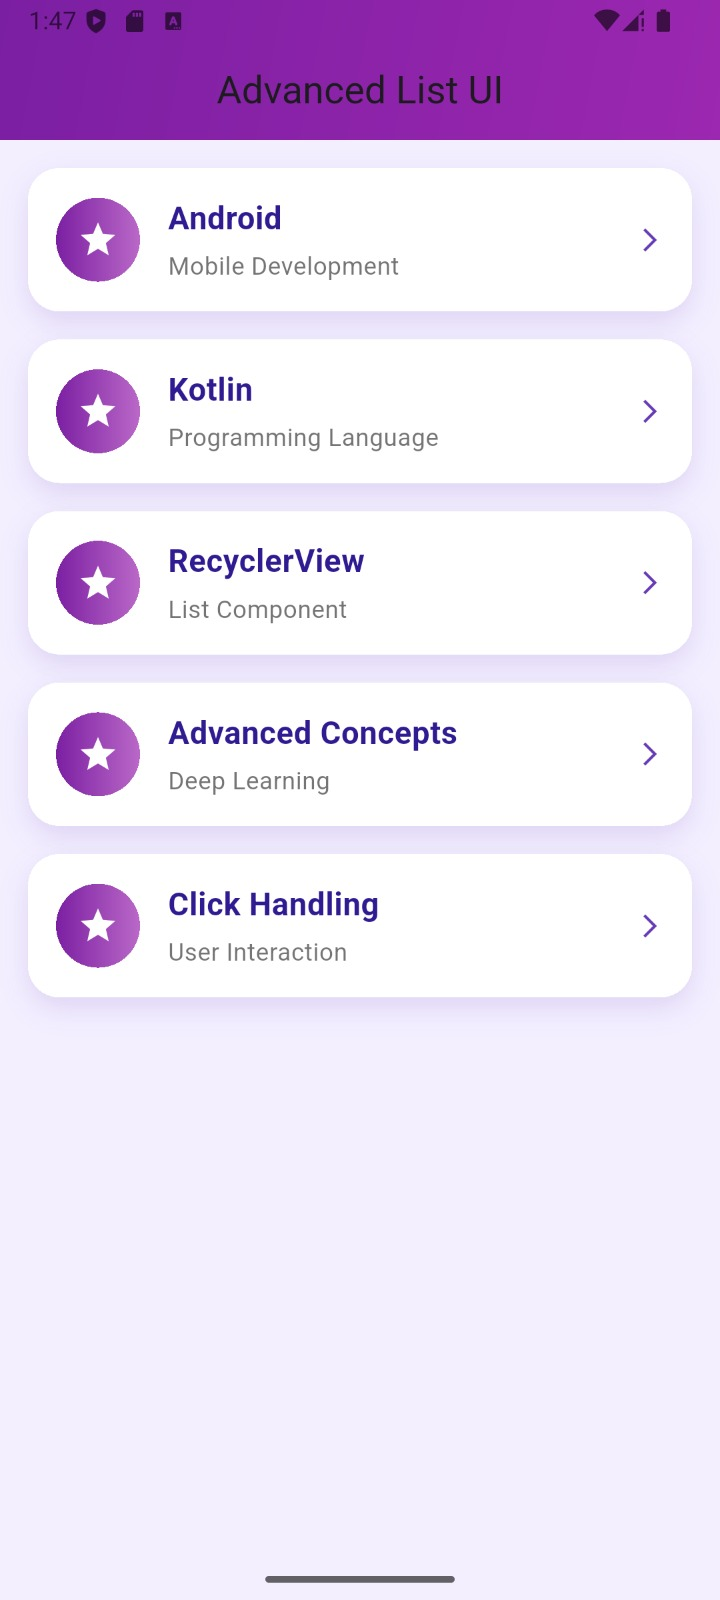 1:47
Advanced List UI
Android
Mobile Development
Kotlin
Programming Language
RecyclerView
List Component
Advanced Concepts
Deep Learning
Click Handling
User Interaction